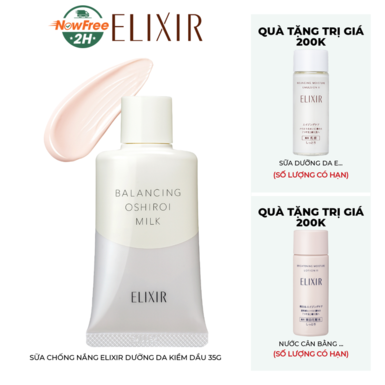 NowFree
2H
ELIXIR
BALANCING
OSHIROI
MILK
ELIXIR
SỮA CHỐNG NẮNG ELIXIR DƯỠNG DA KIỀM DẦU 35G
QUÀ TẶNG TRỊ GIÁ
200K
ELIXIR
SỮA DƯỠNG DA E...
(SỐ LƯỢNG CÓ HẠN)
QUÀ TẶNG TRỊ GIÁ
200K
ELIXIR
NƯỚC CÂN BẰNG ...
(SỐ LƯỢNG CÓ HẠN)